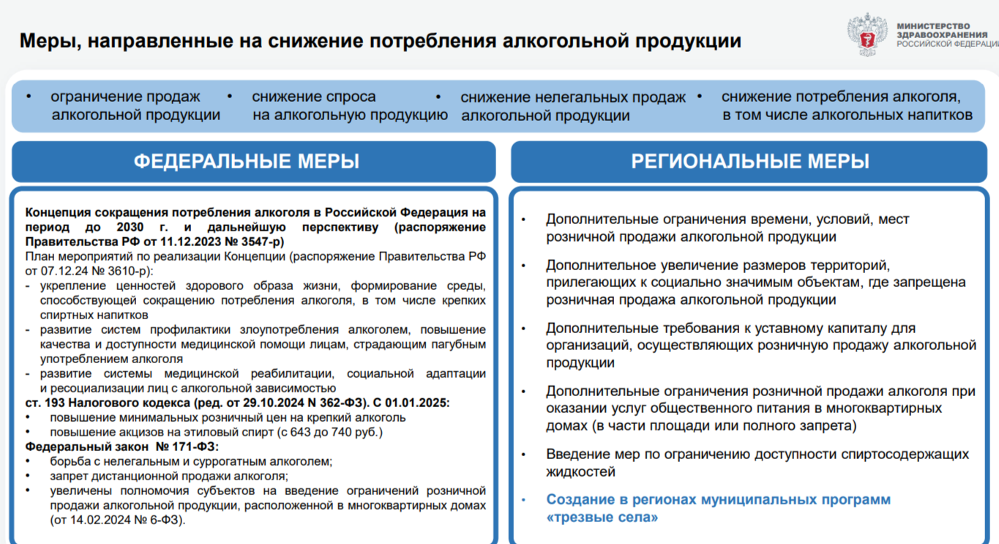 Меры, направленные на снижение потребления алкогольной продукции
МИНИСТЕРСТВО
ЗДРАВООХРАНЕНИЯ
РОССИЙСКОЙ ФЕДЕРАЦИИ
• ограничение продаж
алкогольной продукции
• снижение спроса
на алкогольную продукцию
• снижение нелегальных продаж
алкогольной продукции
• снижение потребления алкоголя,
в том числе алкогольных напитков
ФЕДЕРАЛЬНЫЕ МЕРЫ
Концепция сокращения потребления алкоголя в Российской Федерация на
период до 2030 г. и дальнейшую перспективу (распоряжение
Правительства РФ от 11.12.2023 № 3547-р)
План мероприятий по реализации Концепции (распоряжение Правительства РФ
от 07.12.24 № 3610-р):
- укрепление ценностей здорового образа жизни, формирование среды,
способствующей сокращению потребления алкоголя, в том числе крепких
спиртных напитков
- развитие систем профилактики злоупотребления алкоголем, повышение
качества и доступности медицинской помощи лицам, страдающим пагубным
употреблением алкоголя
- развитие системы медицинской реабилитации, социальной адаптации
и ресоциализации лиц с алкогольной зависимостью
ст. 193 Налогового кодекса (ред. от 29.10.2024 N 362-ФЗ). С 01.01.2025:
• повышение минимальных розничный цен на крепкий алкоголь
• повышение акцизов на этиловый спирт (с 643 до 740 руб.)
Федеральный закон № 171-ФЗ:
• борьба с нелегальным и суррогатным алкоголем;
• запрет дистанционной продажи алкоголя;
• увеличены полномочия субъектов на введение ограничений розничной
продажи алкогольной продукции, расположенной в многоквартирных домах
(от 14.02.2024 № 6-ФЗ).
РЕГИОНАЛЬНЫЕ МЕРЫ
• Дополнительные ограничения времени, условий, мест
розничной продажи алкогольной продукции
• Дополнительное увеличение размеров территорий,
прилегающих к социально значимым объектам, где запрещена
розничная продажа алкогольной продукции
• Дополнительные требования к уставному капиталу для
организаций, осуществляющих розничную продажу алкогольной
продукции
• Дополнительные ограничения розничной продажи алкоголя при
оказании услуг общественного питания в многоквартирных
домах (в части площади или полного запрета)
• Введение мер по ограничению доступности спиртосодержащих
жидкостей
• Создание в регионах муниципальных программ
«трезвые села»